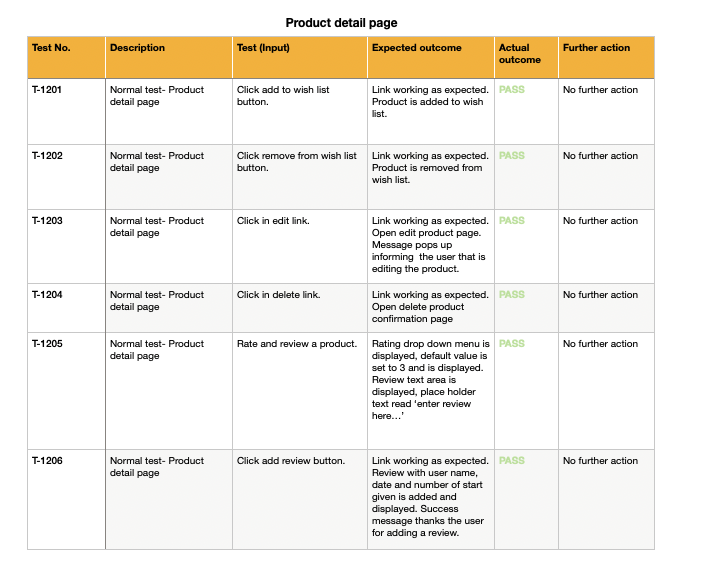 Product detail page
Test No. Description Test (Input) Expected outcome Actual outcome Further action
T-1201 Normal test- Product detail page Click add to wish list button. Link working as expected. Product is added to wish list. PASS No further action
T-1202 Normal test- Product detail page Click remove from wish list button. Link working as expected. Product is removed from wish list. PASS No further action
T-1203 Normal test- Product detail page Click in edit link. Link working as expected. Open edit product page. Message pops up informing the user that is editing the product. PASS No further action
T-1204 Normal test- Product detail page Click in delete link. Link working as expected. Open delete product confirmation page PASS No further action
T-1205 Normal test- Product detail page Rate and review a product. Rating drop down menu is displayed, default value is set to 3 and is displayed. Review text area is displayed, place holder text read ‘enter review here…’ PASS No further action
T-1206 Normal test- Product detail page Click add review button. Link working as expected. Review with user name, date and number of start given is added and displayed. Success message thanks the user for adding a review. PASS No further action